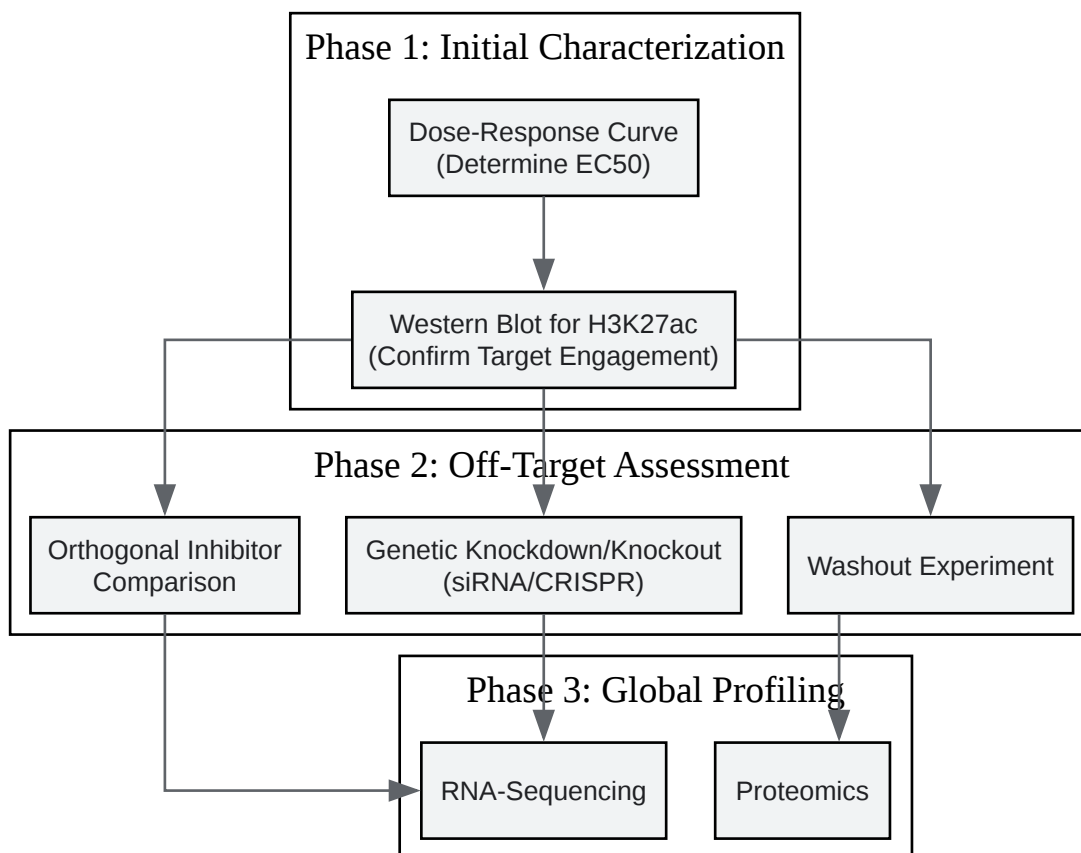 Phase 1: Initial Characterization
Dose-Response Curve
(Determine EC50)
Western Blot for H3K27ac
(Confirm Target Engagement)
Phase 2: Off-Target Assessment
Orthogonal Inhibitor
Comparison
Genetic Knockdown/Knockout
(siRNA/CRISPR)
Washout Experiment
Phase 3: Global Profiling
RNA-Sequencing
Proteomics